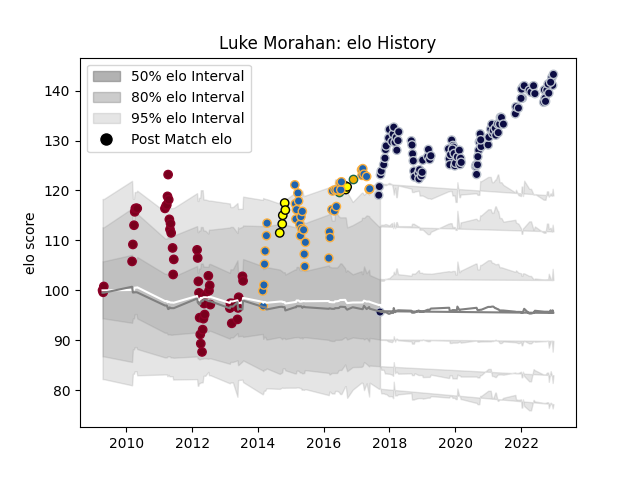 Luke Morahan: elo History
50% elo Interval
80% elo Interval
95% elo Interval
Post Match elo
elo score
140
130
120
110
100
90
80
2010 2012 2014 2016 2018 2020 2022